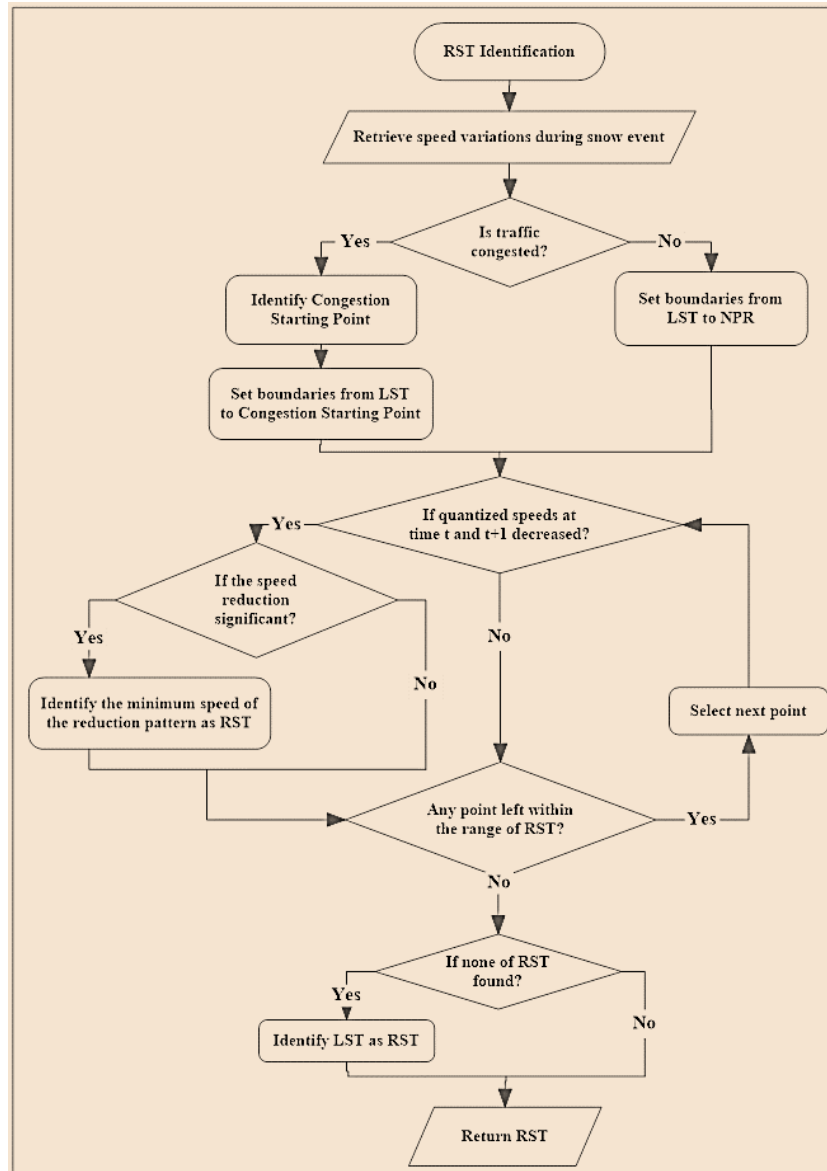 RST Identification
Retrieve speed variations during snow event
Is traffic
congested?
Yes
No
Identify Congestion
Starting Point
Set boundaries from
LST to NPR
Set boundaries from LST
to Congestion Starting Point
If quantized speeds at
time t and t+1 decreased?
Yes
If the speed
reduction
significant?
No
Yes
No
Identify the minimum speed of
the reduction pattern as RST
Select next point
Any point left within
the range of RST?
Yes
No
If none of RST
found?
Yes
No
Identify LST as RST
Return RST